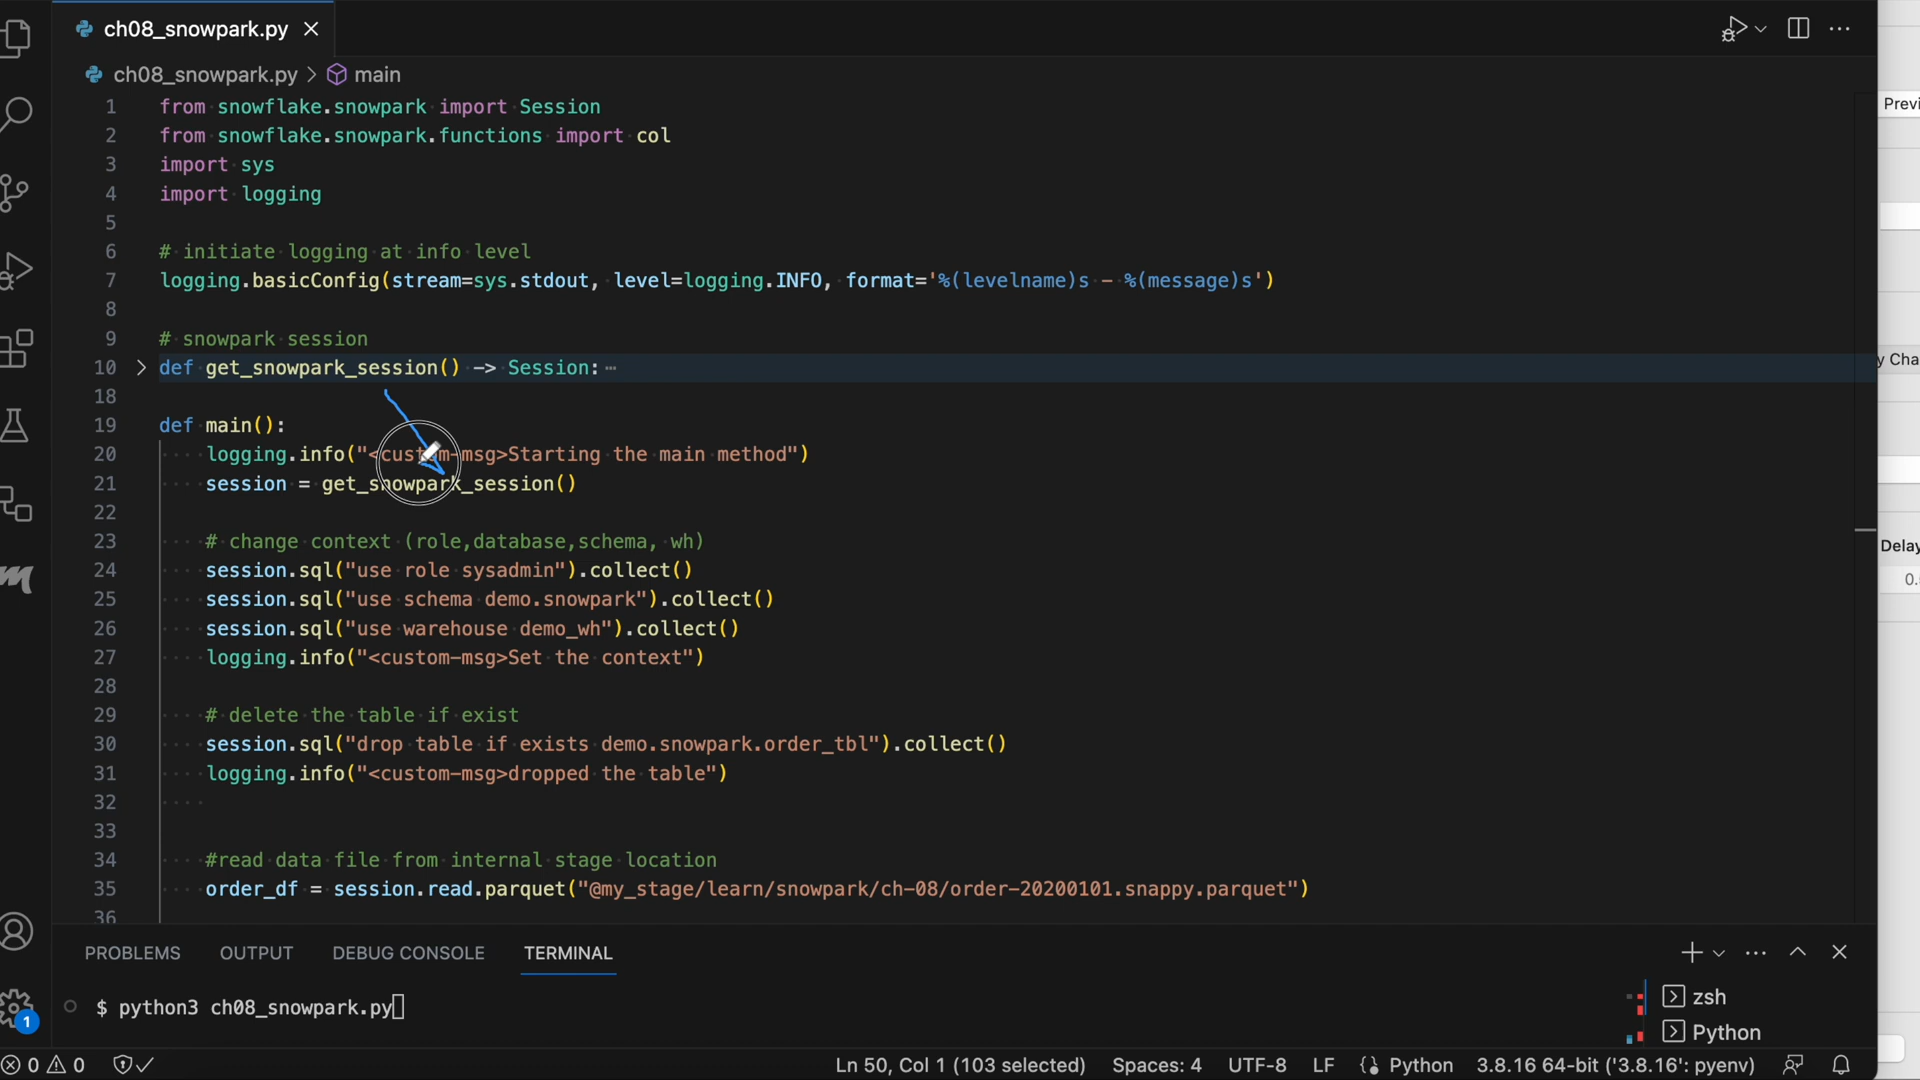 ch08_snowpark.py
ch08_snowpark.py > main
1 from snowflake.snowpark import Session
2 from snowflake.snowpark.functions import col
3 import sys
4 import logging
5
6 # initiate logging at info level
7 logging.basicConfig(stream=sys.stdout, level=logging.INFO, format='%(levelname)s - %(message)s')
8
9 # snowpark session
10 def get_snowpark_session() -> Session:
18
19 def main():
20 logging.info("<custom-msg>Starting the main method")
21 session = get_snowpark_session()
22
23 # change context (role,database,schema, wh)
24 session.sql("use role sysadmin").collect()
25 session.sql("use schema demo.snowpark").collect()
26 session.sql("use warehouse demo_wh").collect()
27 logging.info("<custom-msg>Set the context")
28
29 # delete the table if exist
30 session.sql("drop table if exists demo.snowpark.order_tbl").collect()
31 logging.info("<custom-msg>dropped the table")
32
33
34 #read data file from internal stage location
35 order_df = session.read.parquet("@my_stage/learn/snowpark/ch-08/order-20200101.snappy.parquet")
36
Previ
y Cha
Delay
0.
PROBLEMS OUTPUT DEBUG CONSOLE TERMINAL
$ python3 ch08_snowpark.py
zsh
Python
1
0 0 Ln 50, Col 1 (103 selected) Spaces: 4 UTF-8 LF Python 3.8.16 64-bit ('3.8.16': pyenv)